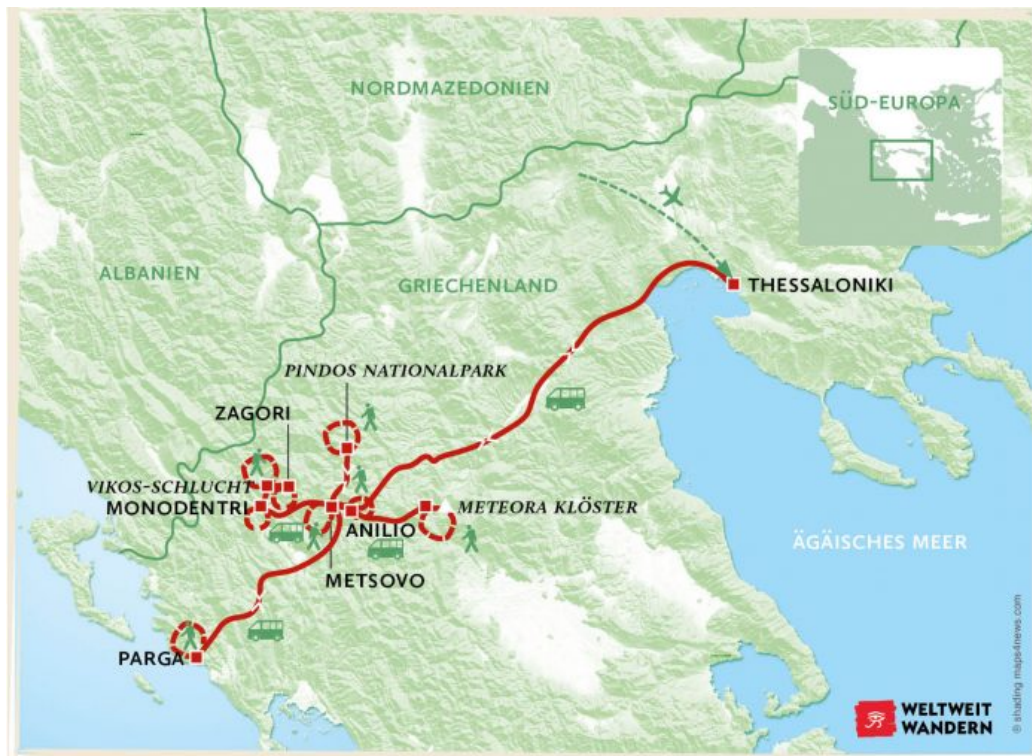 NORDMAZEDONIEN
SÜD-EUROPA
ALBANIEN
GRIECHENLAND
THESSALONIKI
PINDOS NATIONALPARK
ZAGORI
VIKOS-SCHLUCHT
MONODENTRI
METEORA KLÖSTER
ANILIO
ÄGÄISCHES MEER
METSOVO
PARGA
WELTWEIT
WANDERN
© shading maps4news.com